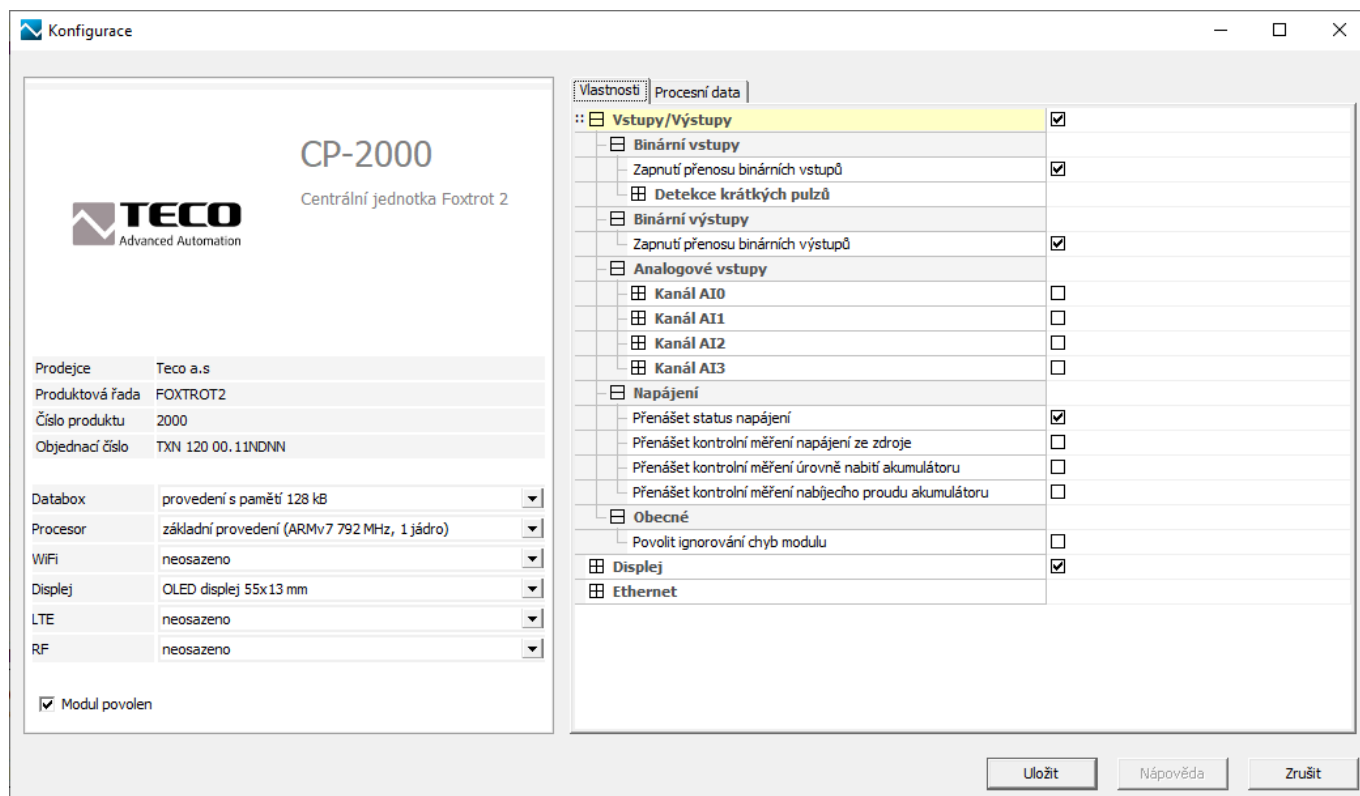 Konfigurace
CP-2000
Centrální jednotka Foxtrot 2
TECO
Advanced Automation
Prodejce Teco a.s
Produktová řada FOXTROT2
Číslo produktu 2000
Objednací číslo TXN 120 00.11NDNN
Databox provedení s pamětí 128 kB
Procesor základní provedení (ARMv7 792 MHz, 1 jádro)
WiFi neosazeno
Displej OLED displej 55x13 mm
LTE neosazeno
RF neosazeno
Modul povolen
Vlastnosti Procesní data
Vstupy/Výstupy
Binární vstupy
Zapnutí přenosu binárních vstupů
Detekce krátkých pulzů
Binární výstupy
Zapnutí přenosu binárních výstupů
Analogové vstupy
Kanál AI0
Kanál AI1
Kanál AI2
Kanál AI3
Napájení
Přenášet status napájení
Přenášet kontrolní měření napájení ze zdroje
Přenášet kontrolní měření úrovně nabití akumulátoru
Přenášet kontrolní měření nabíjecího proudu akumulátoru
Obecné
Povolit ignorování chyb modulu
Displej
Ethernet
Uložit Nápověda Zrušit